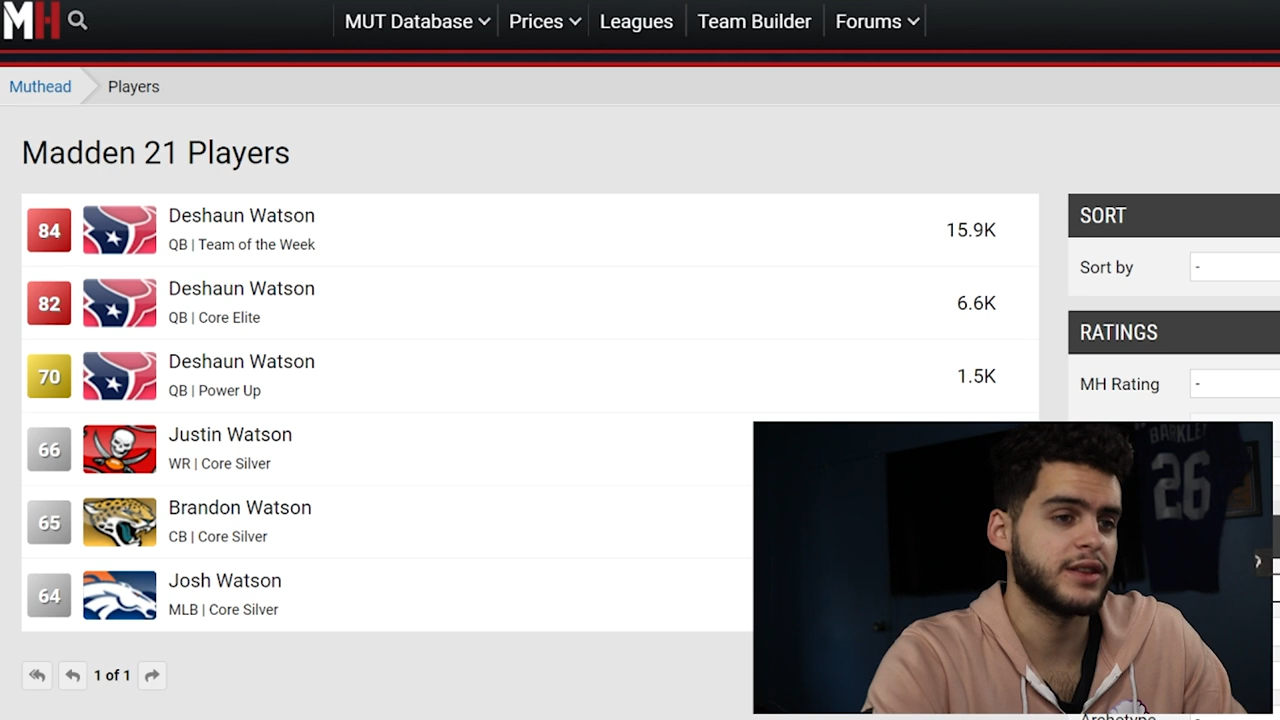 MH
MUT Database
Prices
Leagues
Team Builder
Forums
Muthead
Players
Madden 21 Players
84
Deshaun Watson
QB | Team of the Week
15.9K
82
Deshaun Watson
QB | Core Elite
6.6K
70
Deshaun Watson
QB | Power Up
1.5K
66
Justin Watson
WR | Core Silver
65
Brandon Watson
CB | Core Silver
64
Josh Watson
MLB | Core Silver
1 of 1
SORT
Sort by
-
RATINGS
MH Rating
-
BARKLEY
26
Archetype